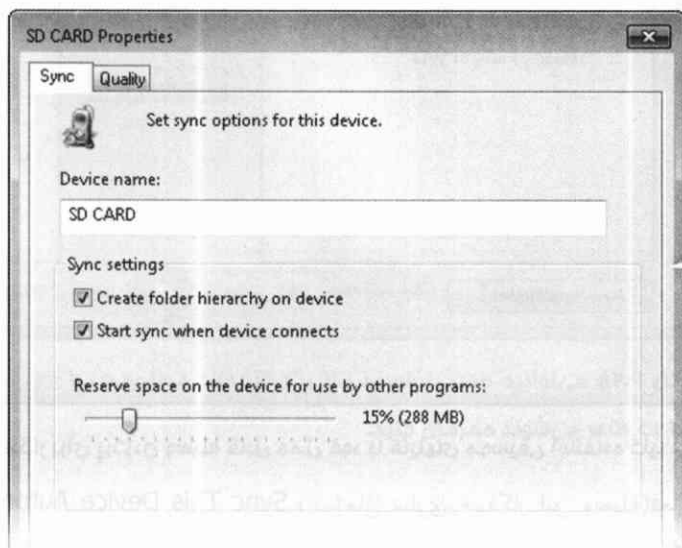 SD CARD Properties
Sync Quality
Set sync options for this device.
Device name:
SD CARD
Sync settings
Create folder hierarchy on device
Start sync when device connects
Reserve space on the device for use by other programs:
15% (288 MB)